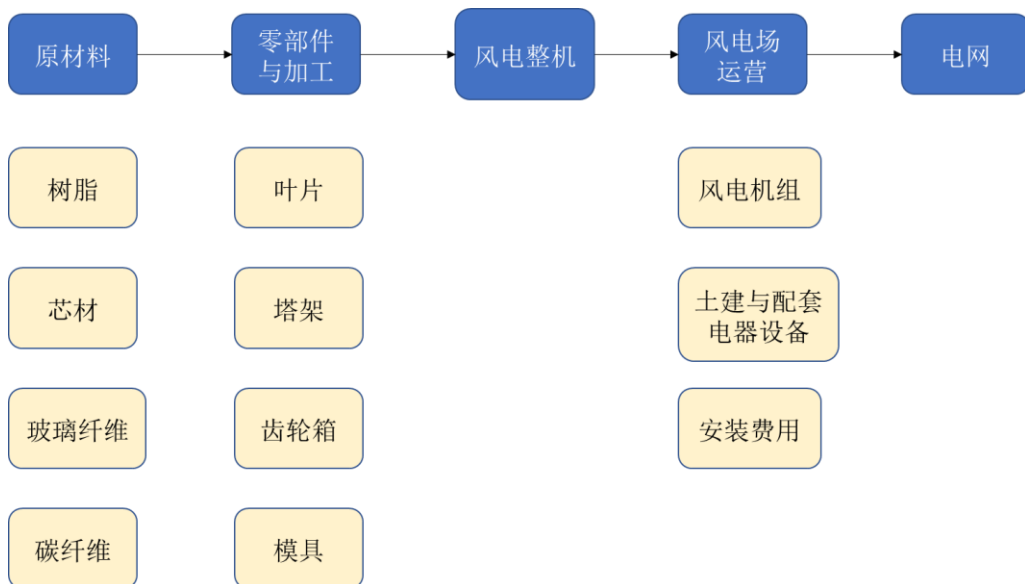 原材料
零部件
与加工
风电整机
风电场
运营
电网
树脂
叶片
风电机组
芯材
塔架
土建与配套
电器设备
玻璃纤维
齿轮箱
安装费用
碳纤维
模具